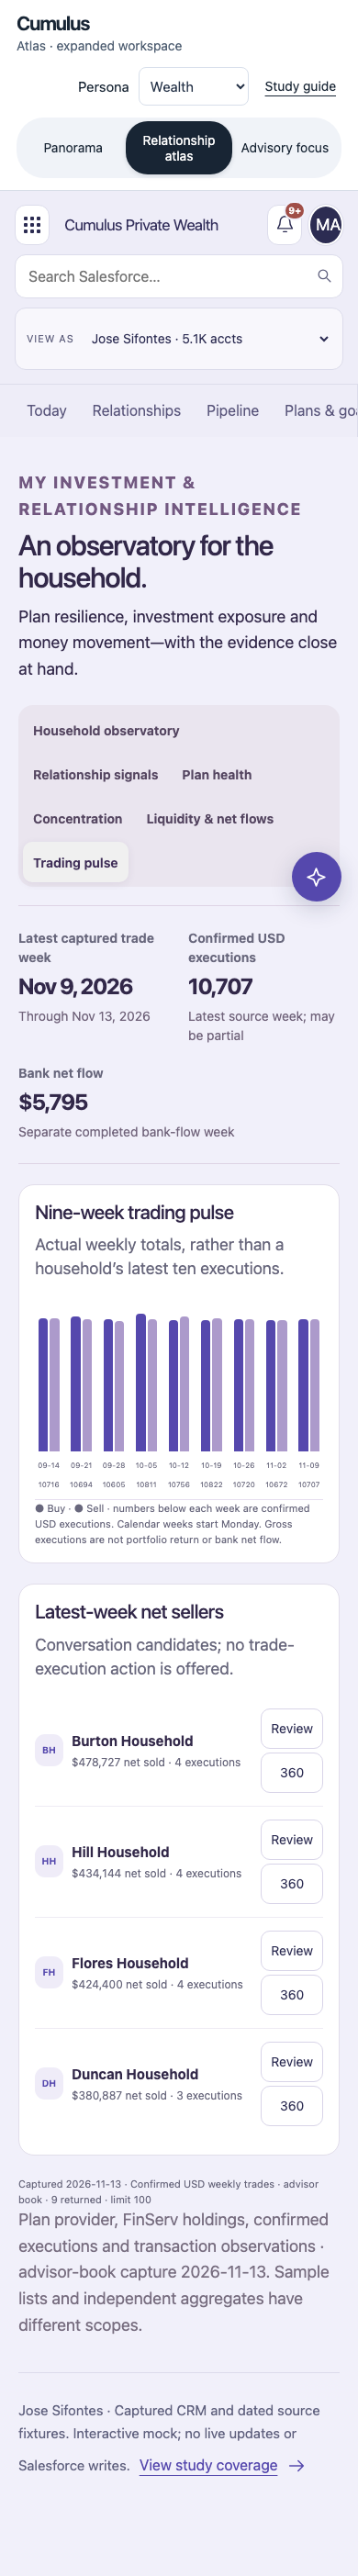 Cumulus
Atlas · expanded workspace
Persona
Wealth
Study guide
Panorama
Relationship
atlas
Advisory focus
Cumulus Private Wealth
9+
MA
Search Salesforce...
VIEW AS
Jose Sifontes · 5.1K accts
Today
Relationships
Pipeline
Plans & goa
MY INVESTMENT &
RELATIONSHIP INTELLIGENCE
An observatory for the
household.
Plan resilience, investment exposure and
money movement—with the evidence close
at hand.
Household observatory
Relationship signals
Plan health
Concentration
Liquidity & net flows
Trading pulse
Latest captured trade
week
Nov 9, 2026
Through Nov 13, 2026
Confirmed USD
executions
10,707
Latest source week; may
be partial
Bank net flow
$5,795
Separate completed bank-flow week
Nine-week trading pulse
Actual weekly totals, rather than a
household's latest ten executions.
09-14 09-21 09-28 10-05 10-12 10-19 10-26 11-02 11-09
10716 10694 10605 10811 10756 10822 10720 10672 10707
● Buy · ● Sell · numbers below each week are confirmed
USD executions. Calendar weeks start Monday. Gross
executions are not portfolio return or bank net flow.
Latest-week net sellers
Conversation candidates; no trade-
execution action is offered.
BH
Burton Household
$478,727 net sold · 4 executions
Review
360
HH
Hill Household
$434,144 net sold · 4 executions
Review
360
FH
Flores Household
$424,400 net sold · 4 executions
Review
360
DH
Duncan Household
$380,887 net sold · 3 executions
Review
360
Captured 2026-11-13 · Confirmed USD weekly trades · advisor
book · 9 returned · limit 100
Plan provider, FinServ holdings, confirmed
executions and transaction observations ·
advisor-book capture 2026-11-13. Sample
lists and independent aggregates have
different scopes.
Jose Sifontes · Captured CRM and dated source
fixtures. Interactive mock; no live updates or
Salesforce writes. View study coverage →